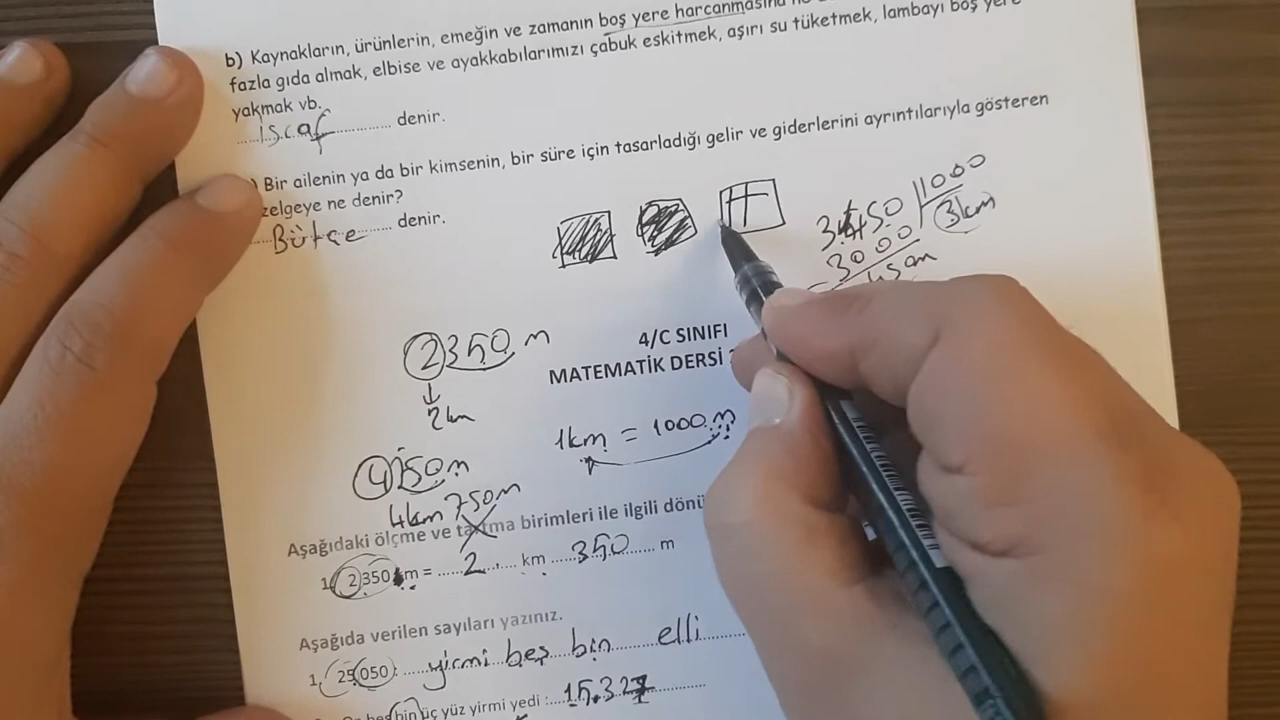 b) Kaynakların, ürünlerin, emeğin ve zamanın boş yere harcanmasına
fazla gıda almak, elbise ve ayakkabılarımızı çabuk eskitmek, aşırı su tüketmek, lambayı boş yere
yakmak vb.
israf denir.
) Bir ailenin ya da bir kimsenin, bir süre için tasarladığı gelir ve giderlerini ayrıntılarıyla gösteren
zelgeye ne denir?
Bütçe denir.
1000
3km
3000
450m
2350 m
2km
4/C SINIFI
MATEMATİK DERSİ
1km = 1000 m
4750m
4km 750m
Aşağıdaki ölçme ve tartma birimleri ile ilgili dönü
1. 2350 m = ...2.... km ...350.... m
Aşağıda verilen sayıları yazınız.
1. 25050: ...yirmi beş bin elli...
On beş bin üç yüz yirmi yedi :...15.327...